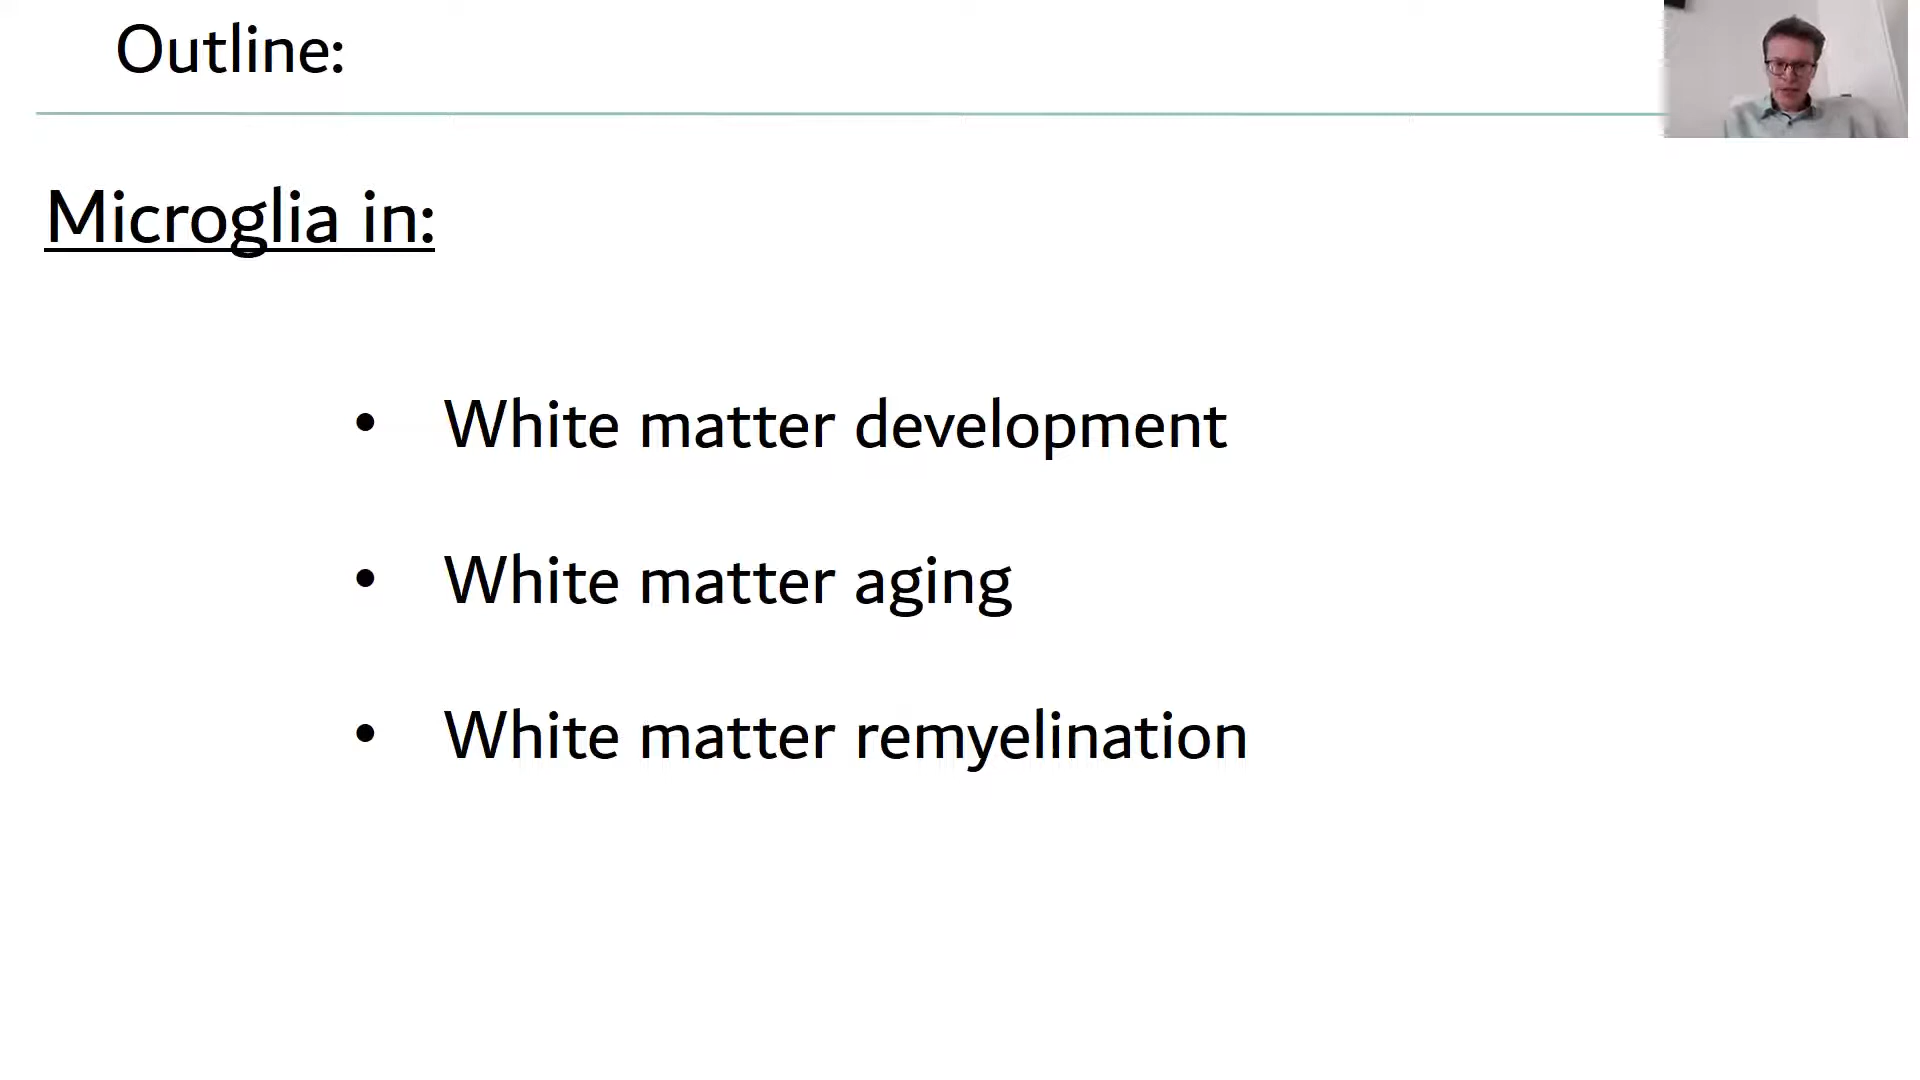 Outline:
Microglia in:
• White matter development
• White matter aging
• White matter remyelination